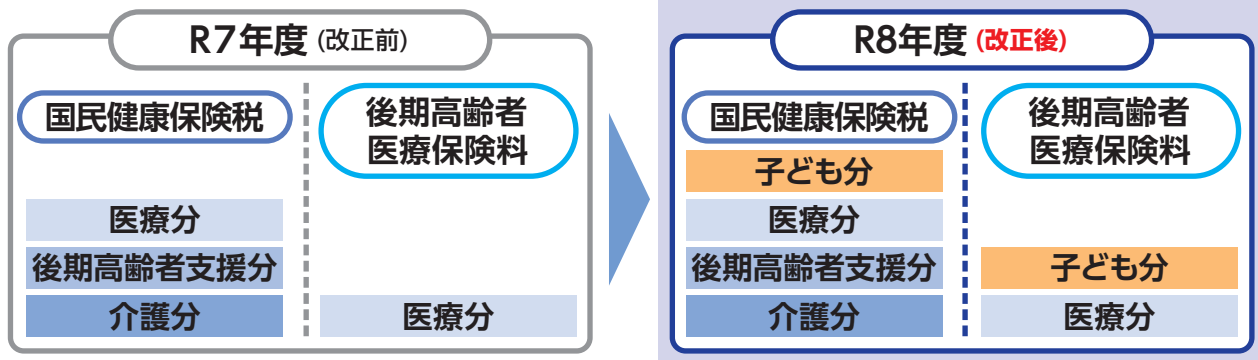 R7年度 (改正前)
国民健康保険税
後期高齢者
医療保険料
医療分
後期高齢者支援分
介護分
医療分
R8年度 (改正後)
国民健康保険税
後期高齢者
医療保険料
子ども分
医療分
後期高齢者支援分
介護分
子ども分
医療分